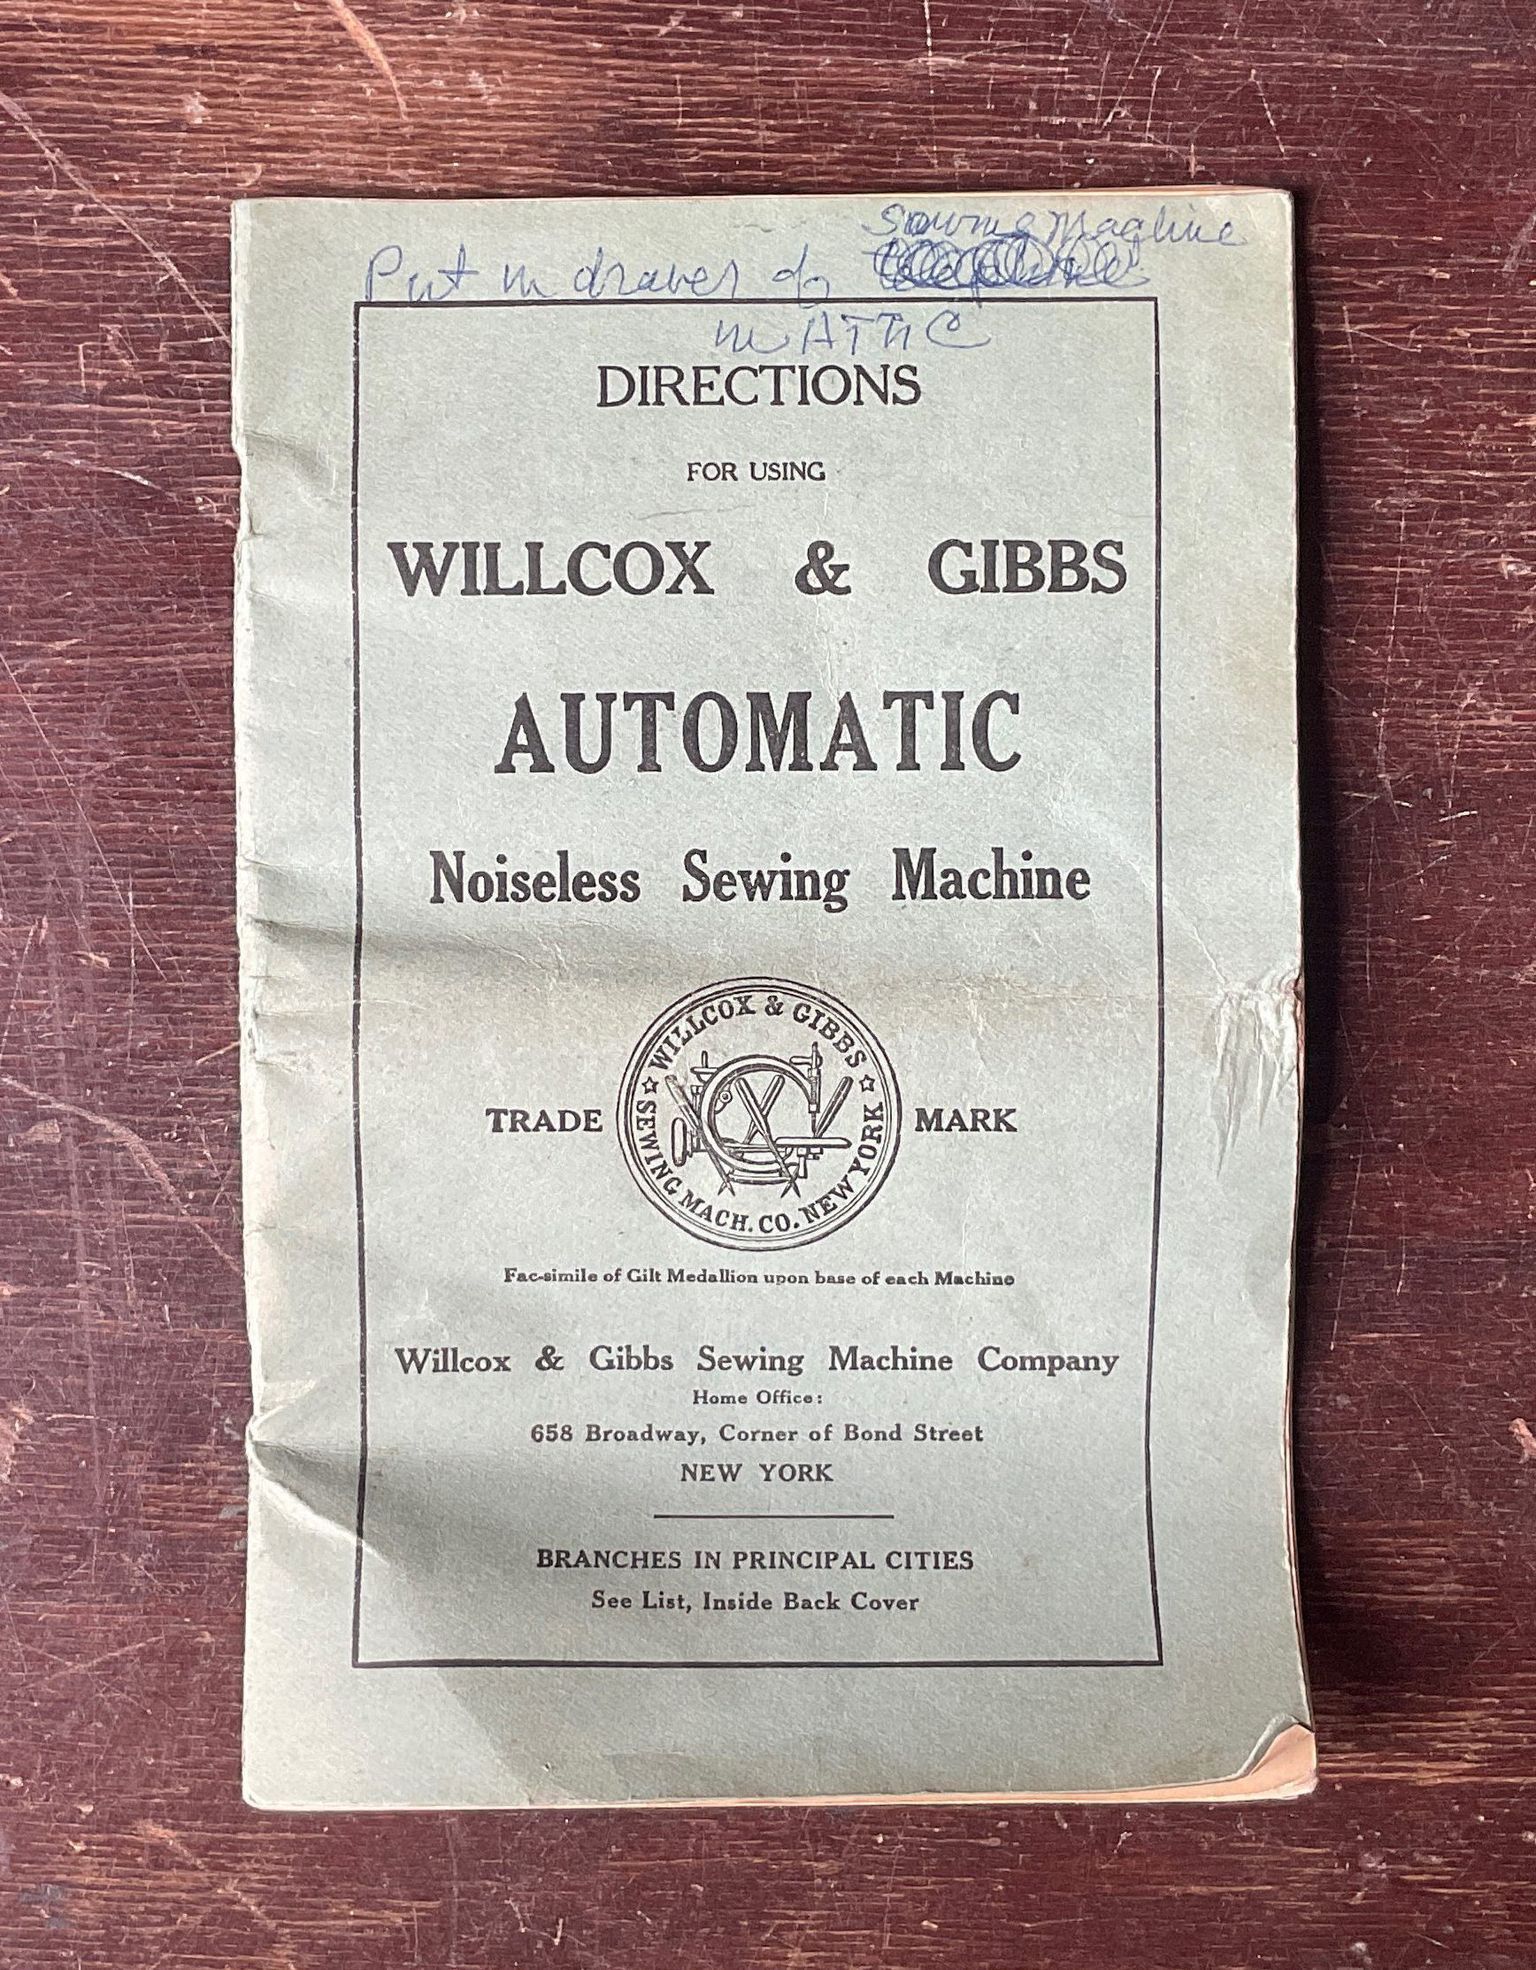 Sewing Machine
Put in drawer of telephone
in ATTIC
DIRECTIONS
FOR USING
WILLCOX & GIBBS
AUTOMATIC
Noiseless Sewing Machine
WILLCOX & GIBBS
SEWING MACH. CO. NEW YORK
TRADE MARK
Fac-simile of Gilt Medallion upon base of each Machine
Willcox & Gibbs Sewing Machine Company
Home Office:
658 Broadway, Corner of Bond Street
NEW YORK
BRANCHES IN PRINCIPAL CITIES
See List, Inside Back Cover